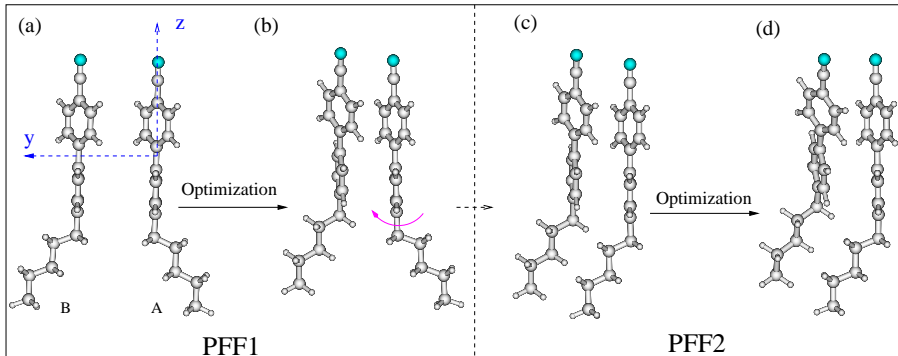 (a)
z
(b)
(c)
(d)
y
Optimization
Optimization
B
A
PFF1
PFF2